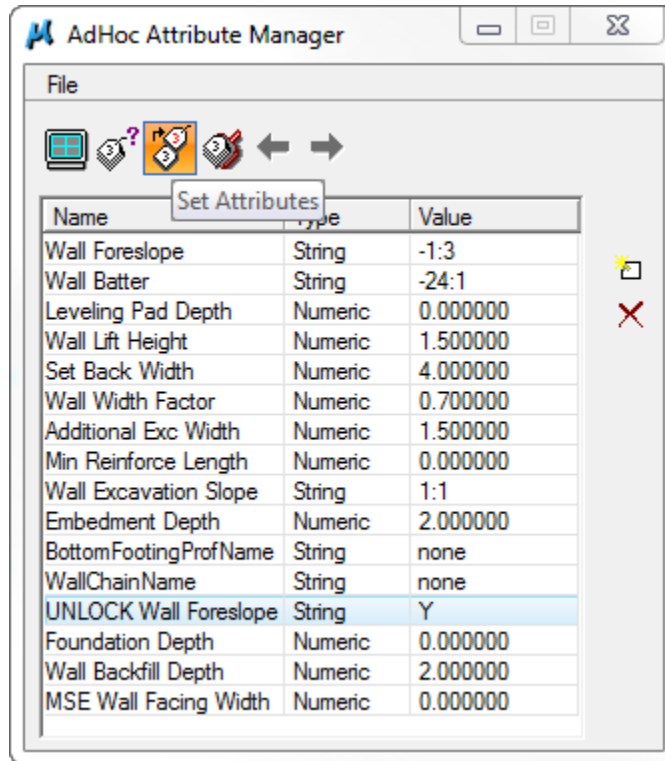 AdHoc Attribute Manager
File
Set Attributes
Name Type Value
Wall Foreslope String -1:3
Wall Batter String -24:1
Leveling Pad Depth Numeric 0.000000
Wall Lift Height Numeric 1.500000
Set Back Width Numeric 4.000000
Wall Width Factor Numeric 0.700000
Additional Exc Width Numeric 1.500000
Min Reinforce Length Numeric 0.000000
Wall Excavation Slope String 1:1
Embedment Depth Numeric 2.000000
BottomFootingProfName String none
WallChainName String none
UNLOCK Wall Foreslope String Y
Foundation Depth Numeric 0.000000
Wall Backfill Depth Numeric 2.000000
MSE Wall Facing Width Numeric 0.000000